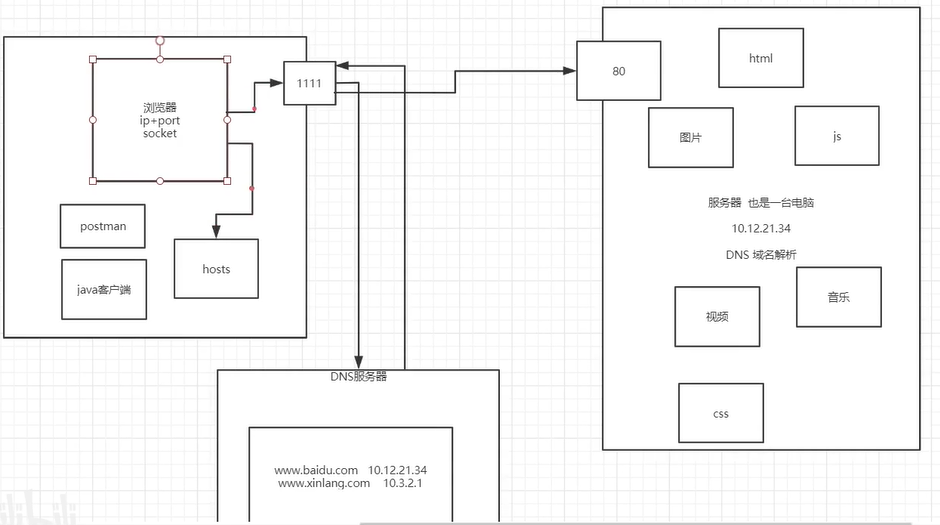 浏览器
ip+port
socket
1111
postman
java客户端
hosts
DNS服务器
www.baidu.com 10.12.21.34
www.xinlang.com 10.3.2.1
80
html
图片
js
服务器 也是一台电脑
10.12.21.34
DNS 域名解析
视频
音乐
css